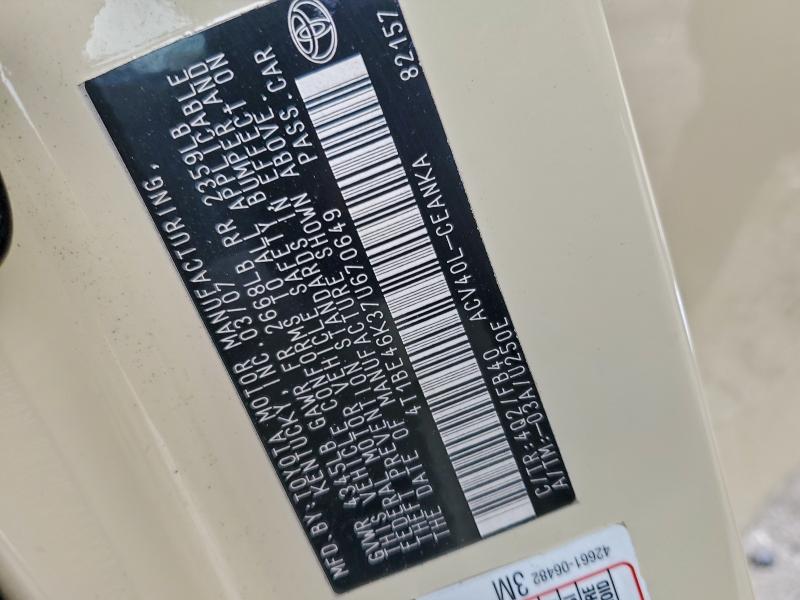 MFD. BY: TOYOTA MOTOR MANUFACTURING,
KENTUCKY, INC. 03/07
GVWR 4345LB GAWR FR 2668LB RR 2359LB
THIS VEHICLE CONFORMS TO ALL APPLICABLE
FEDERAL MOTOR VEHICLE SAFETY, BUMPER AND
THEFT PREVENTION STANDARDS IN EFFECT ON
THE DATE OF MANUFACTURE SHOWN ABOVE.
4T1BE46K37U670649 PASS. CAR
C/TR:4Q2/FB40 ACV40L-CEANKA
A/TM:-03A/U250E 82157
42661-06482
3M